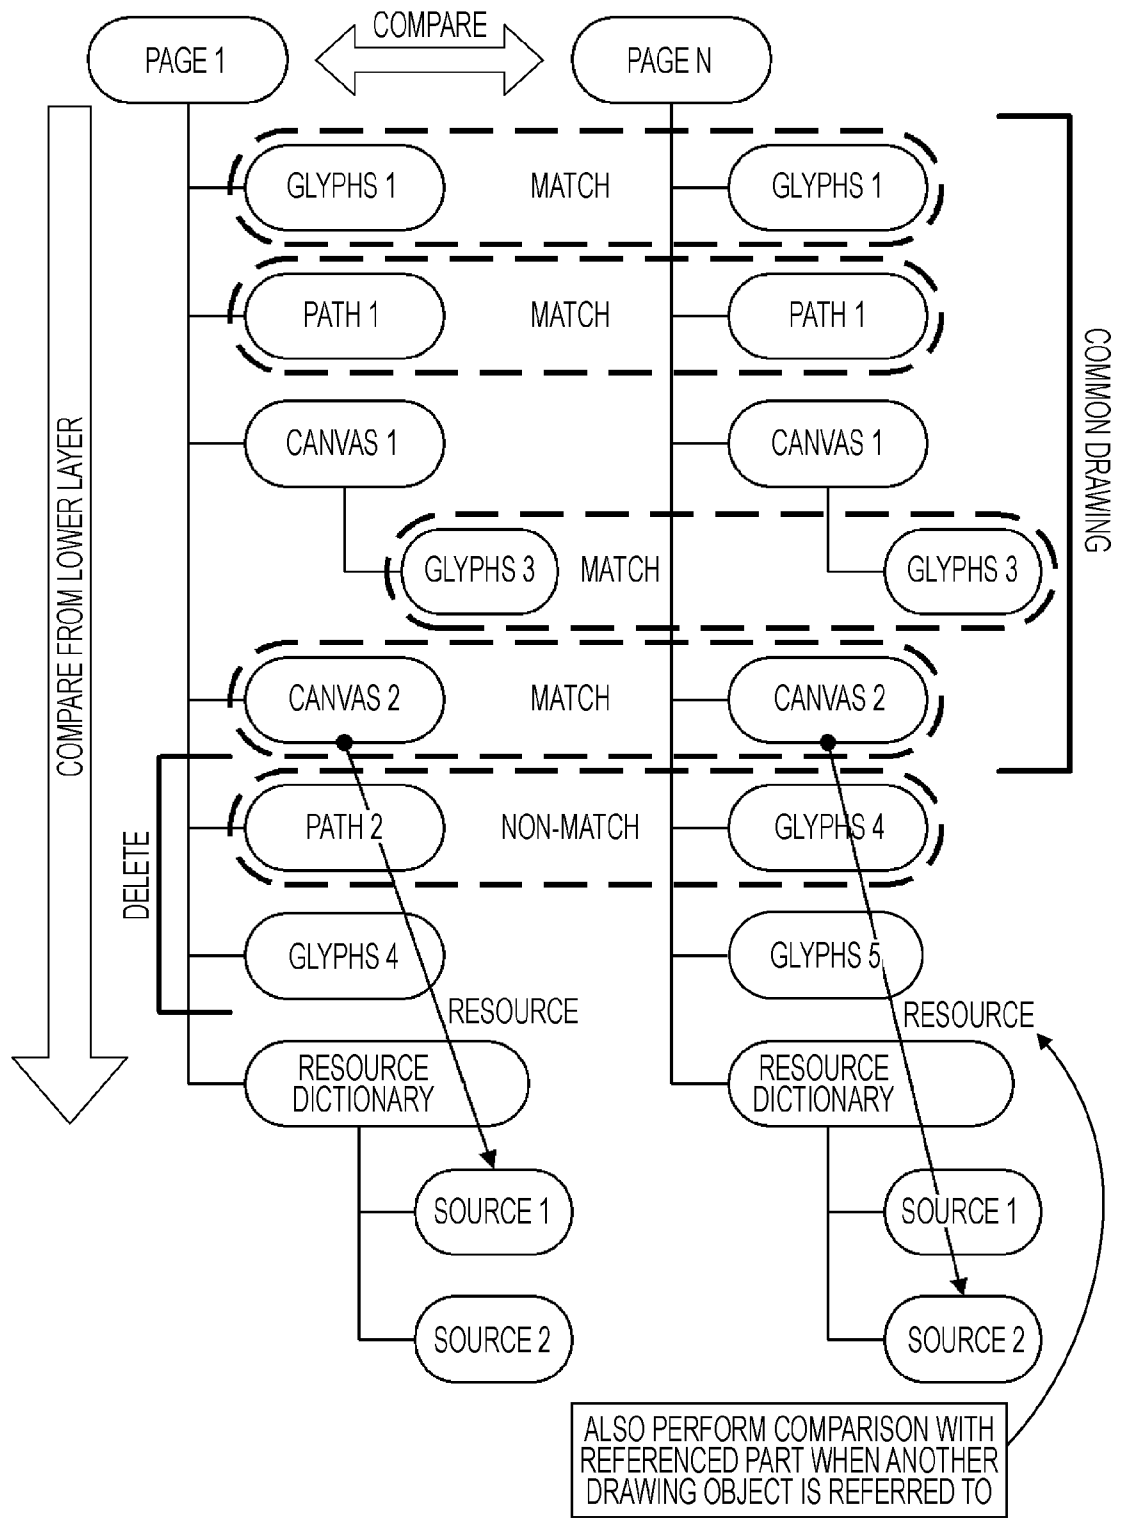 COMPARE
PAGE 1
PAGE N
GLYPHS 1
MATCH
GLYPHS 1
PATH 1
MATCH
PATH 1
CANVAS 1
CANVAS 1
GLYPHS 3
MATCH
GLYPHS 3
CANVAS 2
MATCH
CANVAS 2
PATH 2
NON-MATCH
GLYPHS 4
GLYPHS 4
GLYPHS 5
COMPARE FROM LOWER LAYER
DELETE
COMMON DRAWING
RESOURCE
RESOURCE
RESOURCE
DICTIONARY
RESOURCE
DICTIONARY
SOURCE 1
SOURCE 1
SOURCE 2
SOURCE 2
ALSO PERFORM COMPARISON WITH
REFERENCED PART WHEN ANOTHER
DRAWING OBJECT IS REFERRED TO